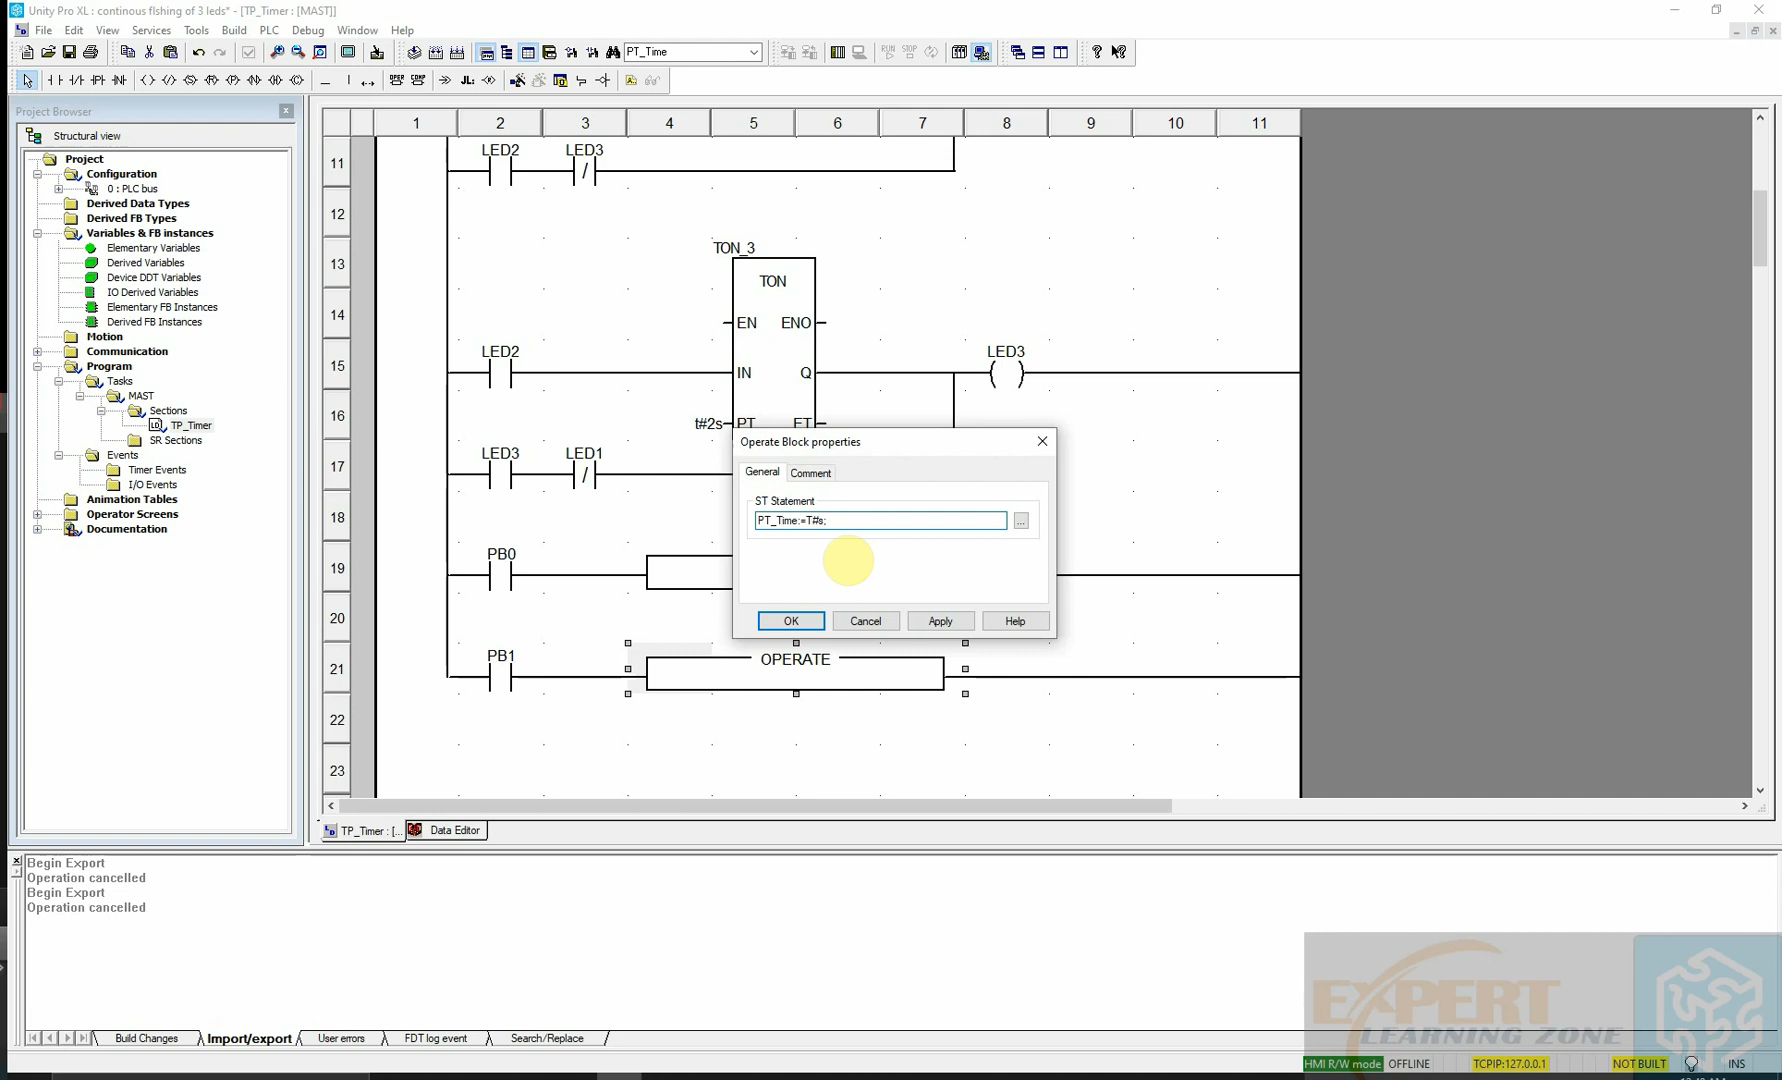 Unity Pro XL : continous flshing of 3 leds* - [TP_Timer : [MAST]]
File Edit View Services Tools Build PLC Debug Window Help
PT_Time
RUN STOP
OPER COMP
Project Browser
Structural view
Project
Configuration
0 : PLC bus
Derived Data Types
Derived FB Types
Variables & FB instances
Elementary Variables
Derived Variables
Device DDT Variables
IO Derived Variables
Elementary FB Instances
Derived FB Instances
Motion
Communication
Program
Tasks
MAST
Sections
LD TP_Timer
SR Sections
Events
Timer Events
I/O Events
Animation Tables
Operator Screens
Documentation
1 2 3 4 5 6 7 8 9 10 11
11 LED2 LED3
12
13 TON_3
TON
14 EN ENO
15 LED2 IN Q LED3
16 t#2s PT ET
17 LED3 LED1
18
19 PB0
20
21 PB1 OPERATE
22
23
Operate Block properties
General Comment
ST Statement
PT_Time:=T#s;
...
OK Cancel Apply Help
TP_Timer : [... Data Editor
Begin Export
Operation cancelled
Begin Export
Operation cancelled
Build Changes Import/export User errors FDT log event Search/Replace
EXPERT
LEARNING ZONE
HMI R/W mode OFFLINE TCPIP:127.0.0.1 NOT BUILT INS